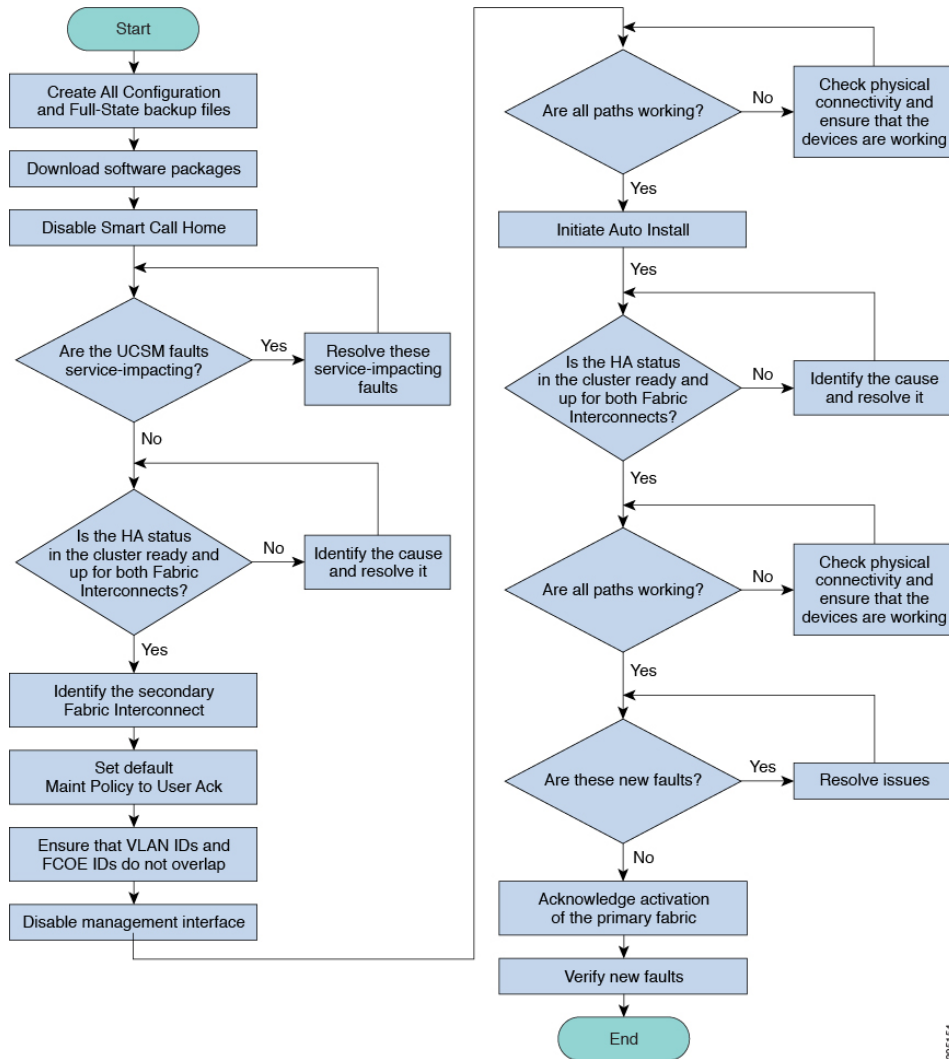 Start
Create All Configuration
and Full-State backup files
Download software packages
Disable Smart Call Home
Are the UCSM faults
service-impacting?
Yes
Resolve these
service-impacting
faults
No
Is the HA status
in the cluster ready and
up for both Fabric
Interconnects?
No
Identify the cause
and resolve it
Yes
Identify the secondary
Fabric Interconnect
Set default
Maint Policy to User Ack
Ensure that VLAN IDs and
FCOE IDs do not overlap
Disable management interface
Are all paths working?
No
Check physical
connectivity and
ensure that the
devices are working
Yes
Initiate Auto Install
Yes
Is the HA status
in the cluster ready and
up for both Fabric
Interconnects?
No
Identify the cause
and resolve it
Yes
Are all paths working?
No
Check physical
connectivity and
ensure that the
devices are working
Yes
Are these new faults?
Yes
Resolve issues
No
Acknowledge activation
of the primary fabric
Verify new faults
End